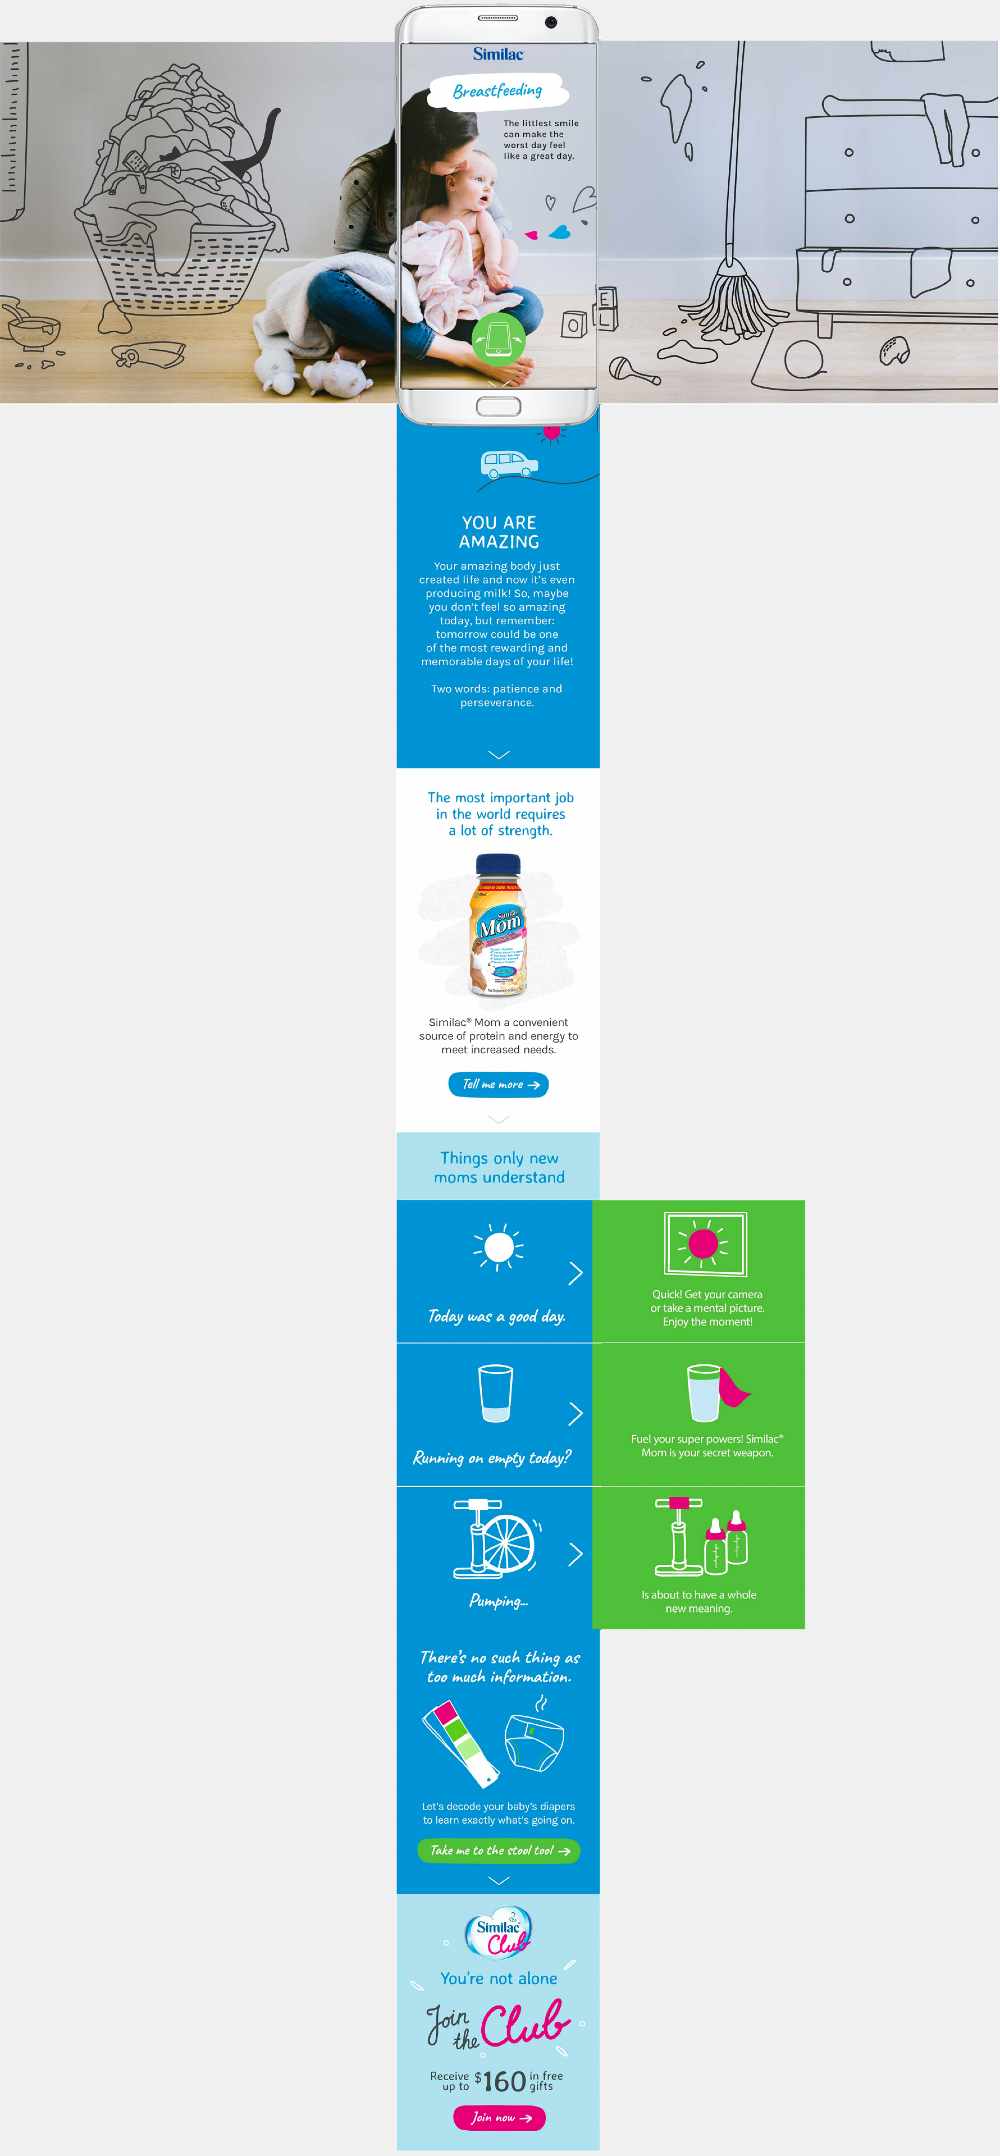 Similac
Breastfeeding
The littlest smile
can make the
worst day feel
like a great day.
E
O
YOU ARE
AMAZING
Your amazing body just
created life and now it's even
producing milk! So, maybe
you don't feel so amazing
today, but remember:
tomorrow could be one
of the most rewarding and
memorable days of your life!
Two words: patience and
perseverance.
The most important job
in the world requires
a lot of strength.
Similac
Mom
Similac® Mom a convenient
source of protein and energy to
meet increased needs.
Tell me more →
Things only new
moms understand
Today was a good day.
Quick! Get your camera
or take a mental picture.
Enjoy the moment!
Running on empty today?
Fuel your super powers! Similac®
Mom is your secret weapon.
Pumping...
Is about to have a whole
new meaning.
There's no such thing as
too much information.
Let's decode your baby's diapers
to learn exactly what's going on.
Take me to the stool tool →
Similac
Club
You're not alone
Join
the Club
Receive
up to $160 in free
gifts
Join now →